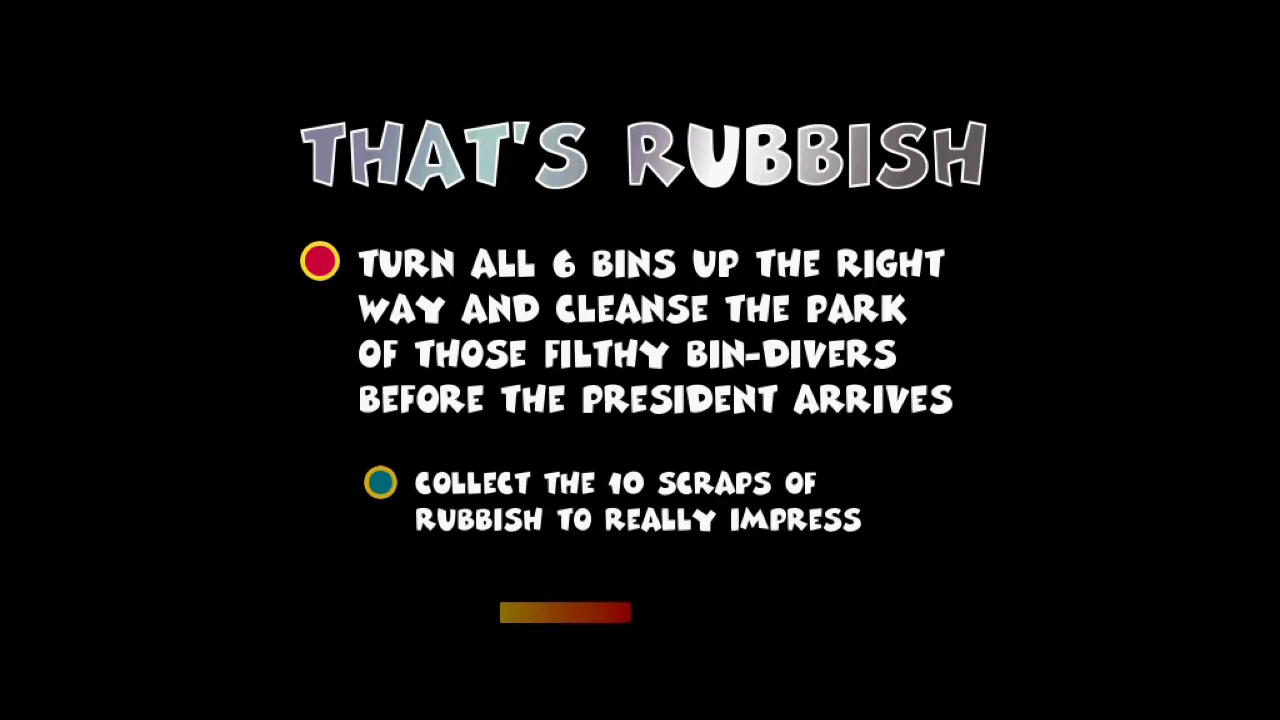 THAT'S RUBBISH
TURN ALL 6 BINS UP THE RIGHT
WAY AND CLEANSE THE PARK
OF THOSE FILTHY BIN-DIVERS
BEFORE THE PRESIDENT ARRIVES
COLLECT THE 10 SCRAPS OF
RUBBISH TO REALLY IMPRESS